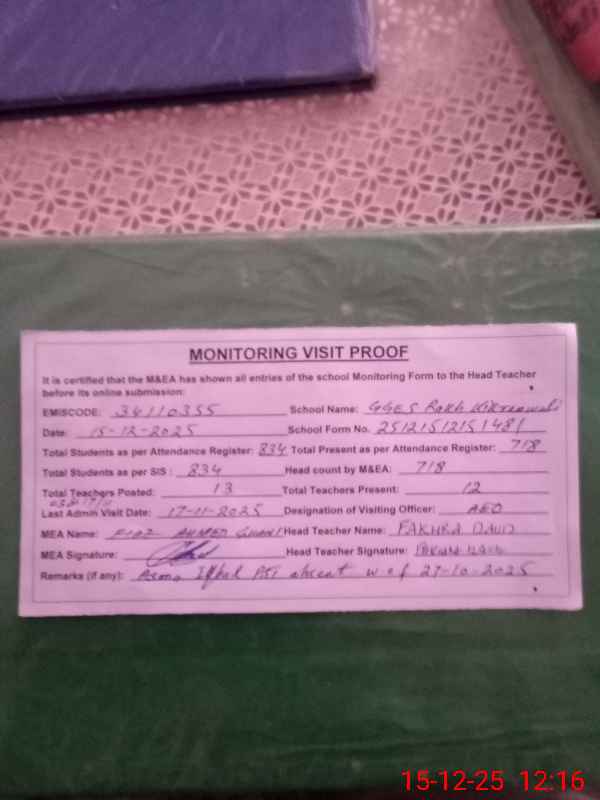 MONITORING VISIT PROOF
It is certified that the M&EA has shown all entries of the school Monitoring Form to the Head Teacher
before its online submission:
EMISCODE: 34110355 School Name: GGES Rakh
Date: 15-12-2025 School Form No. 25121512151481
Total Students as per Attendance Register: 834 Total Present as per Attendance Register: 718
Total Students as per SIS : 834 Head count by M&EA: 718
Total Teachers Posted: 13 Total Teachers Present: 12
Last Admin Visit Date: 17-11-2025 Designation of Visiting Officer: AEO
MEA Name: FIAZ AHMED Head Teacher Name: FAKHRA DAUD
MEA Signature: Head Teacher Signature:
Remarks (if any): Asma Iqbal PST absent w e f 27-10-2025
15-12-25 12:16